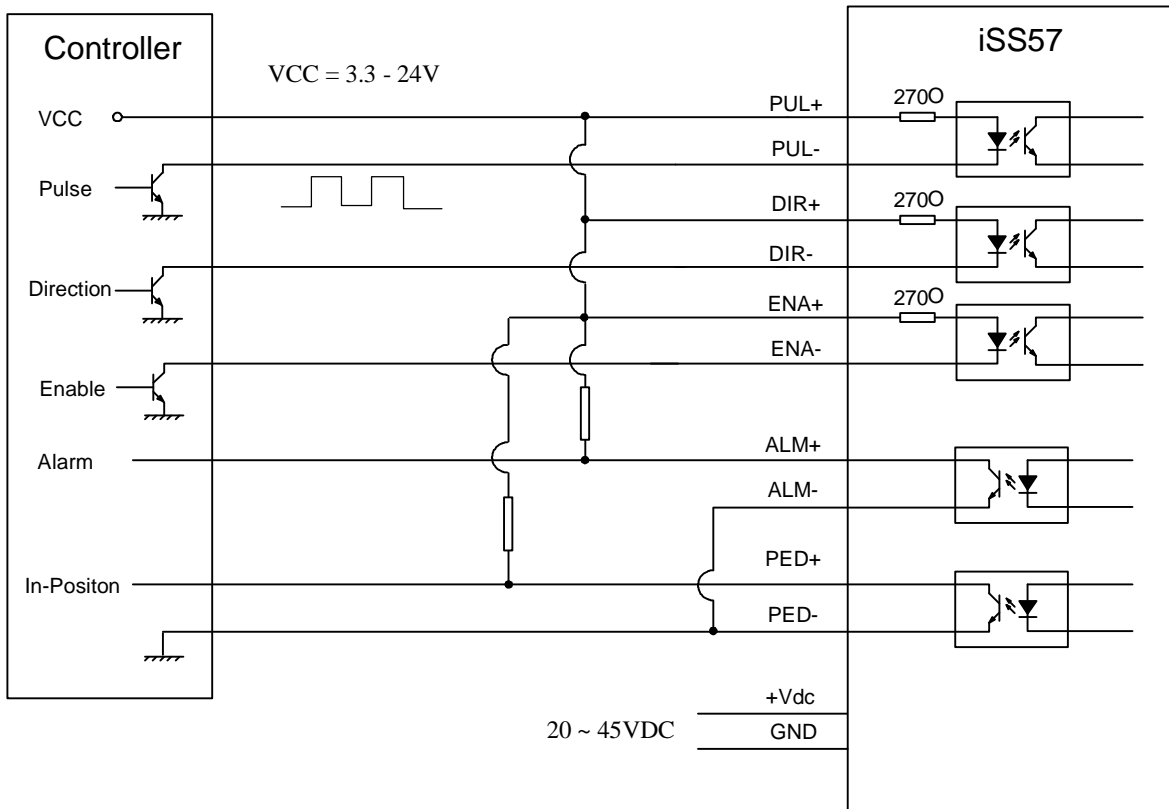 Controller
iSS57
VCC = 3.3 - 24V
VCC
PUL+
270O
PUL-
Pulse
DIR+
270O
DIR-
Direction
ENA+
270O
ENA-
Enable
ALM+
Alarm
ALM-
PED+
In-Positon
PED-
+Vdc
20 ~ 45VDC
GND